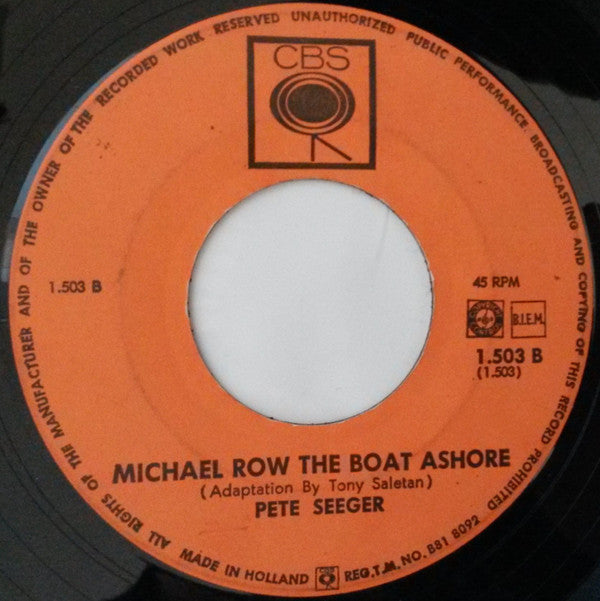 ALL RIGHTS OF THE MANUFACTURER AND OF THE OWNER OF THE RECORDED WORK RESERVED UNAUTHORIZED PUBLIC PERFORMANCE BROADCASTING AND COPYING OF THIS RECORD PROHIBITED
CBS
1.503 B
45 RPM
B.I.E.M.
1.503 B
(1.503)
MICHAEL ROW THE BOAT ASHORE
(Adaptation By Tony Saletan)
PETE SEEGER
MADE IN HOLLAND CBS REG.T.M. NO. 881 8092